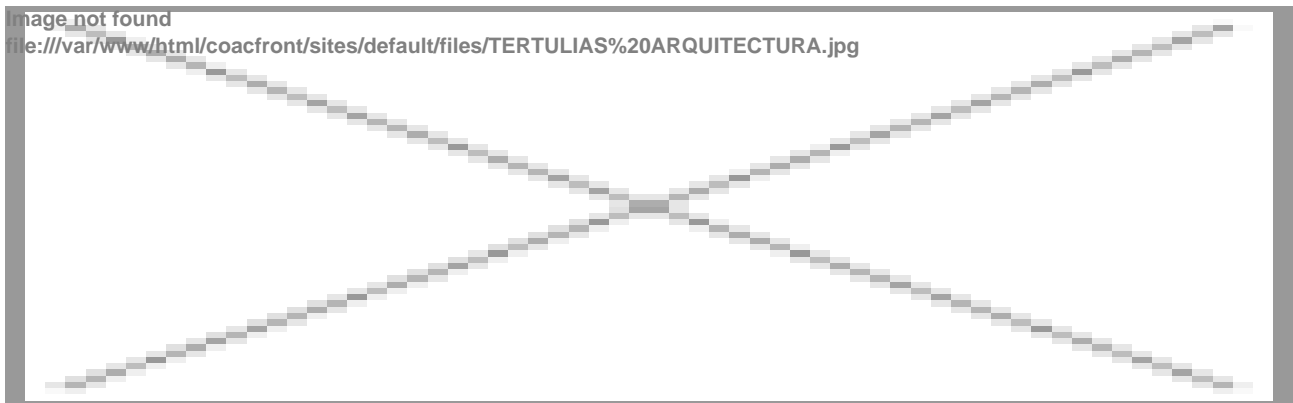 Image not found
file:///var/www/html/coacfront/sites/default/files/TERTULIAS%20ARQUITECTURA.jpg